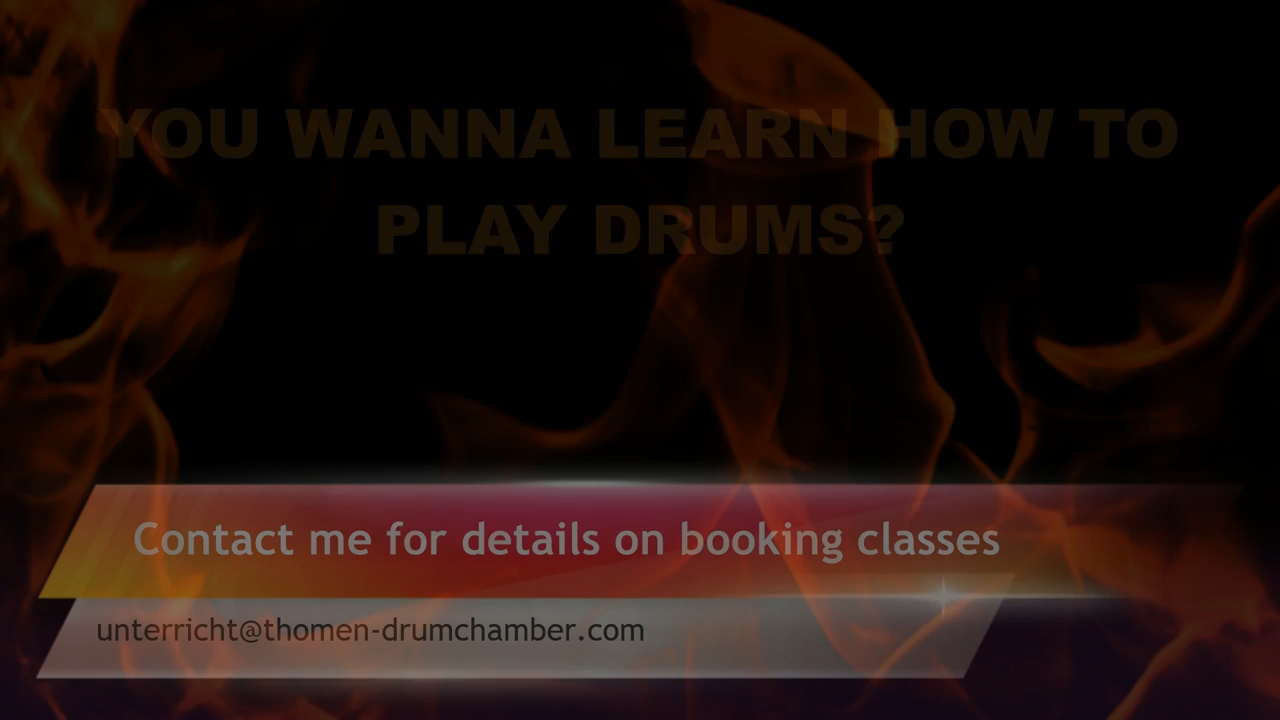 YOU WANNA LEARN HOW TO
PLAY DRUMS?
Contact me for details on booking classes
unterricht@thomen-drumchamber.com